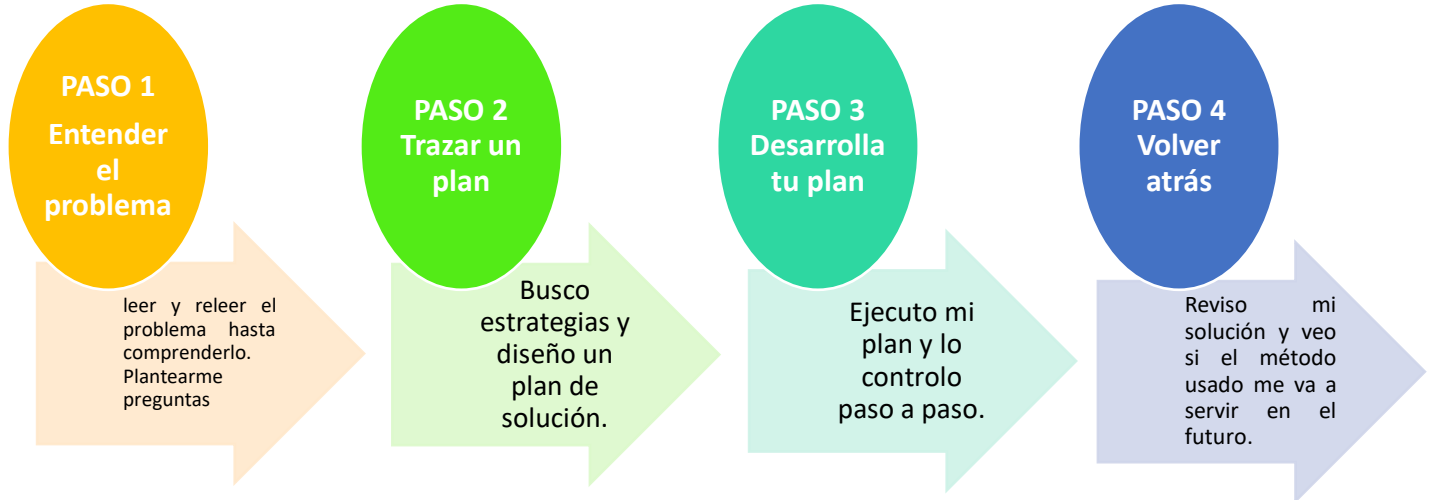 PASO 1
Entender
el
problema
leer y releer el
problema hasta
comprenderlo.
Plantearme
preguntas
PASO 2
Trazar un
plan
Busco
estrategias y
diseño un
plan de
solución.
PASO 3
Desarrolla
tu plan
Ejecuto mi
plan y lo
controlo
paso a paso.
PASO 4
Volver
atrás
Reviso mi
solución y veo
si el método
usado me va a
servir en el
futuro.